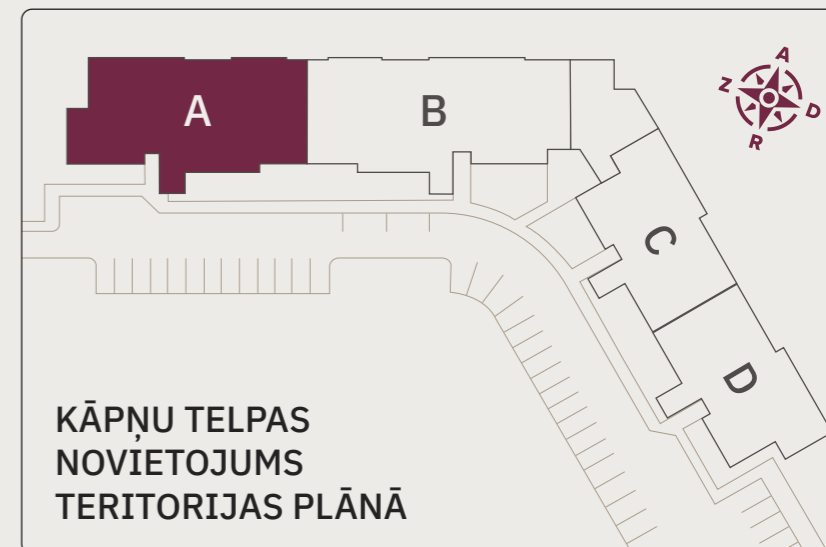 A
B
C
D
A
Z
D
R
KĀPŅU TELPAS
NOVIETOJUMS
TERITORIJAS PLĀNĀ